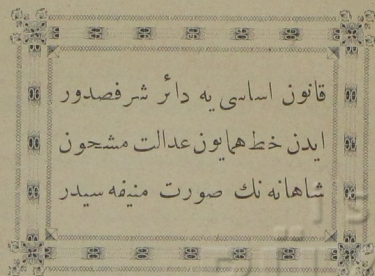 قانون اساسی یه دائر شرفصدور
ایدن خط همایون عدالت مشحون
شاهانه نك صورت منیفه سیدر